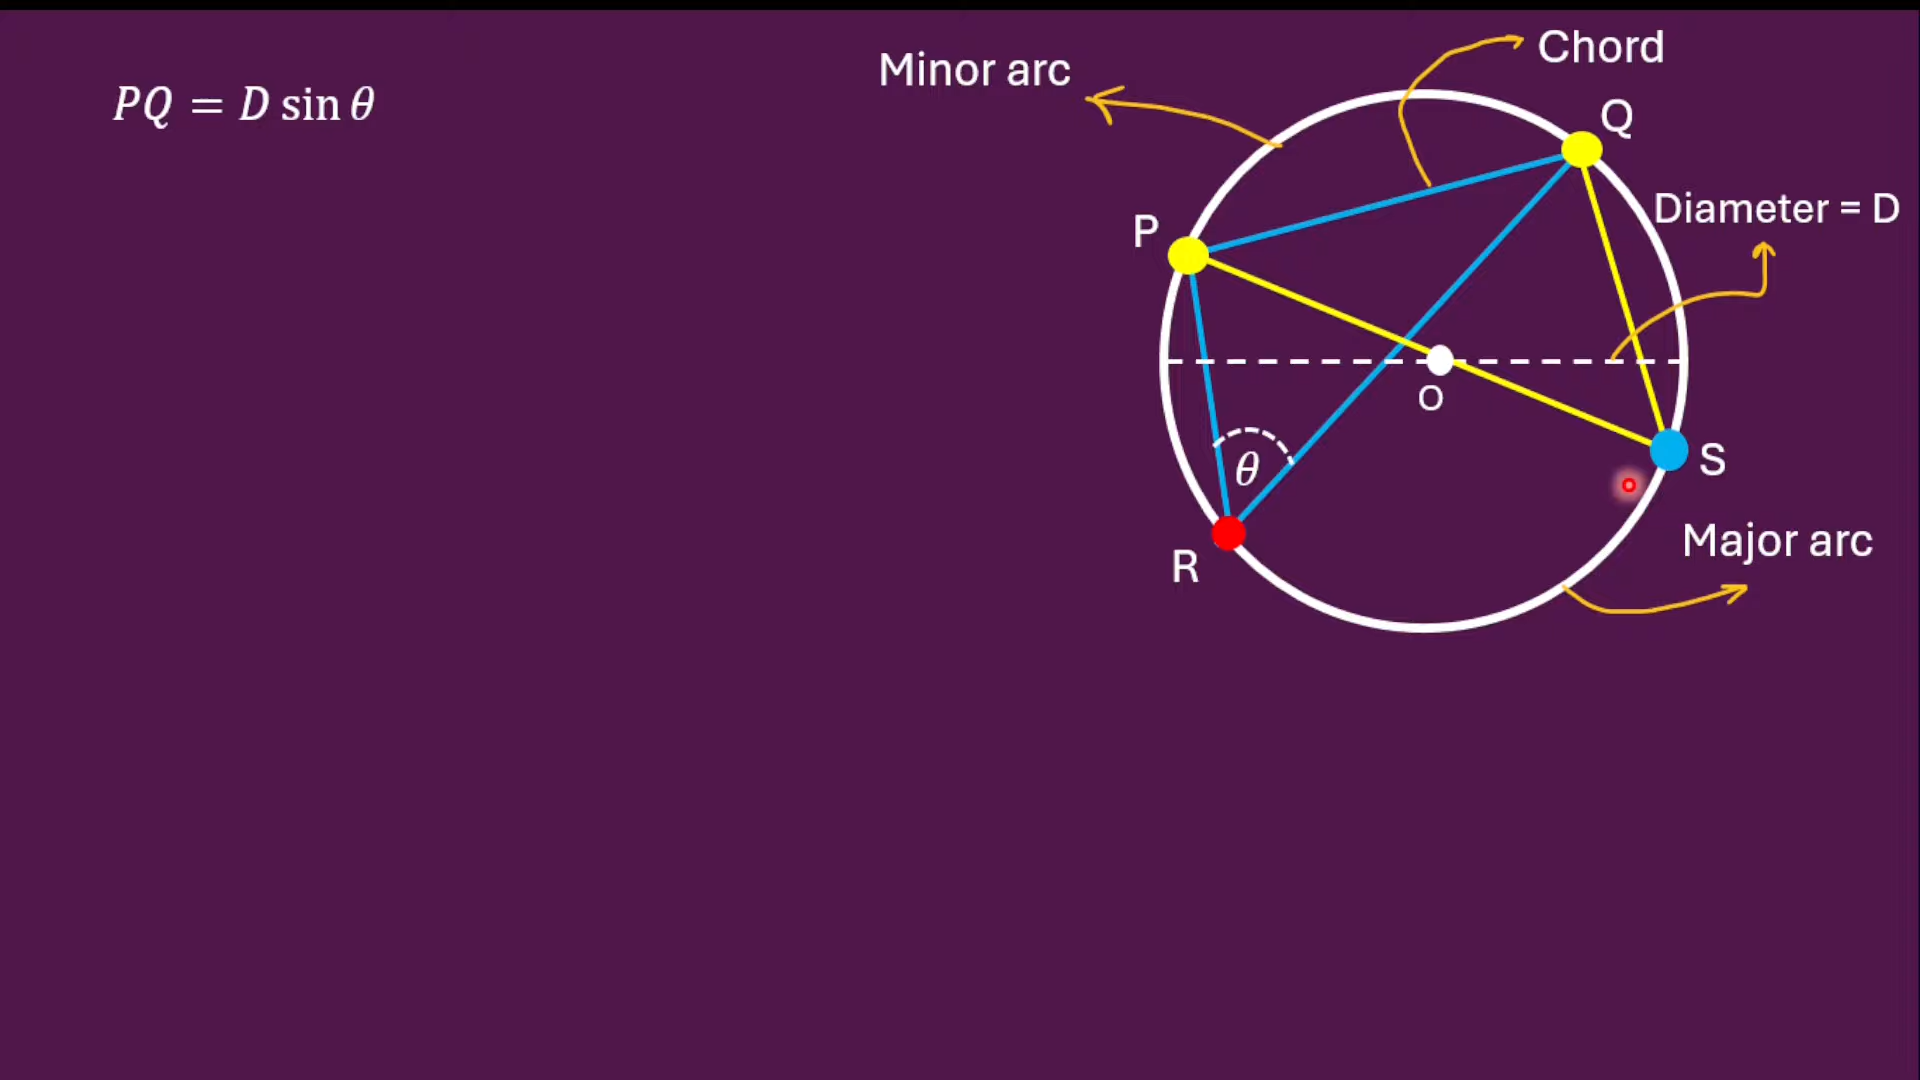 𝑃𝑄 = 𝐷 sin 𝜃
Minor arc
Chord
Q
Diameter = D
P
O
θ
S
R
Major arc